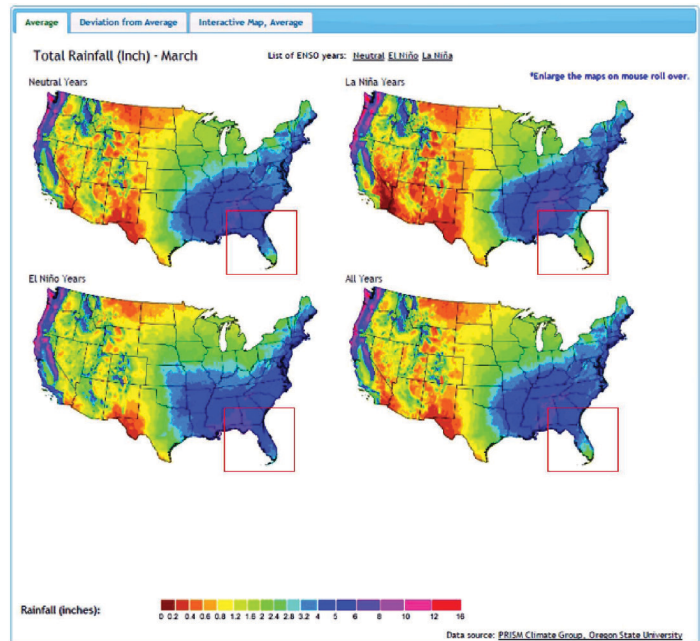 Average Deviation from Average Interactive Map, Average
Total Rainfall (Inch) - March
List of ENSO years: Neutral El Niño La Niña
*Enlarge the maps on mouse roll over.
Neutral Years
La Niña Years
El Niño Years
All Years
Rainfall (inches):
0 0.2 0.4 0.6 0.8 1.2 1.6 2 2.4 2.8 3.2 4 5 6 8 10 12 16
Data source: PRISM Climate Group, Oregon State University